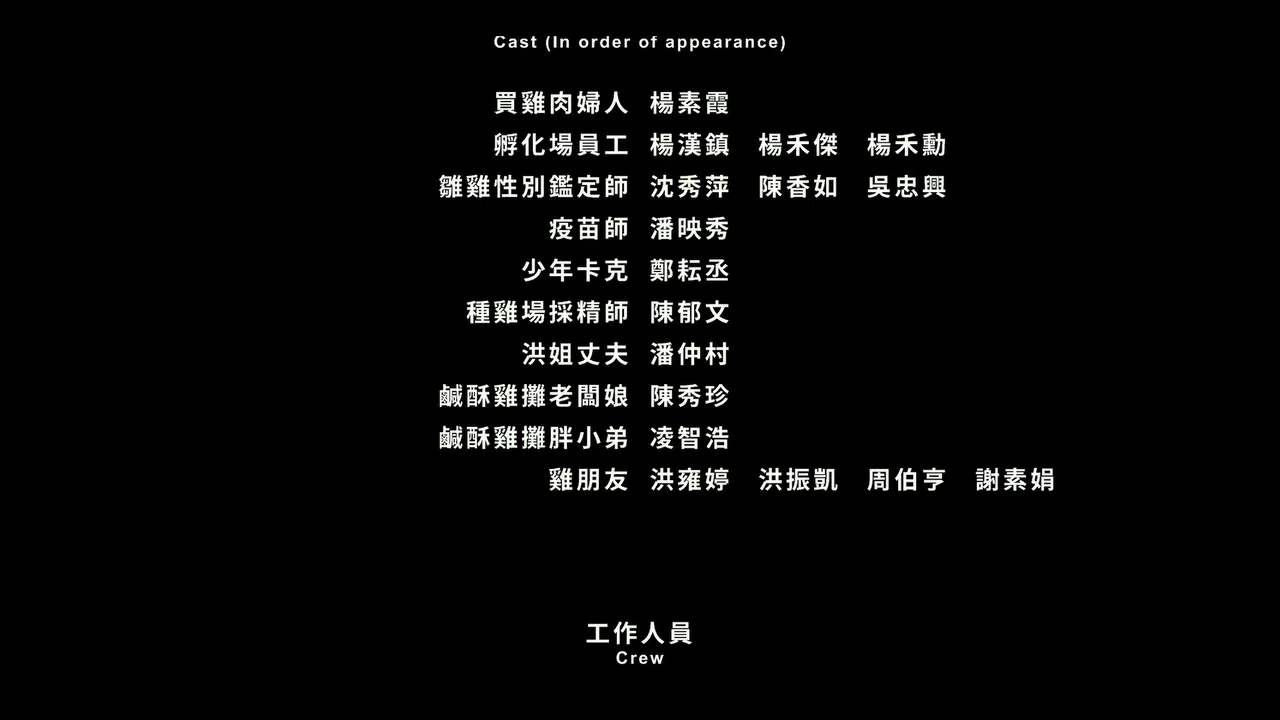 Cast (In order of appearance)
買雞肉婦人 楊素霞
孵化場員工 楊漢鎮 楊禾傑 楊禾勳
雛雞性別鑑定師 沈秀萍 陳香如 吳忠興
疫苗師 潘映秀
少年卡克 鄭耘丞
種雞場採精師 陳郁文
洪姐丈夫 潘仲村
鹹酥雞攤老闆娘 陳秀珍
鹹酥雞攤胖小弟 凌智浩
雞朋友 洪雍婷 洪振凱 周伯亨 謝素娟
工作人員
Crew